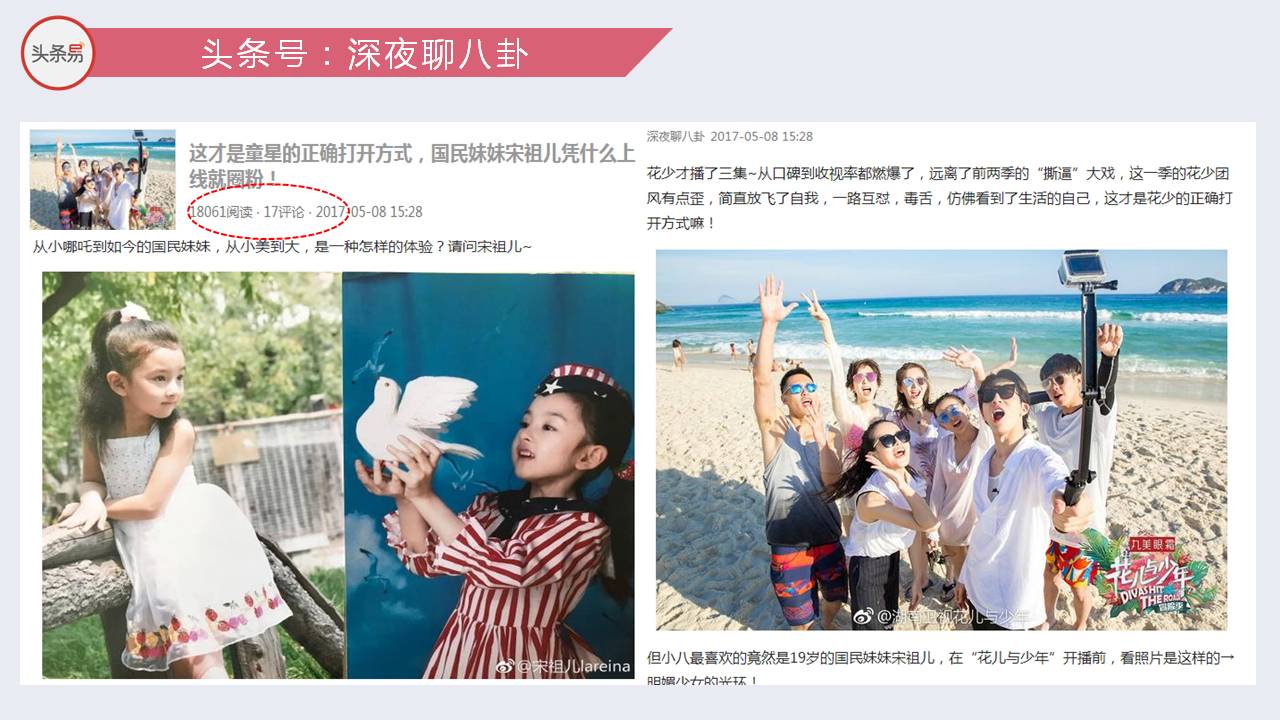 头条易
头条号：深夜聊八卦
这才是童星的正确打开方式，国民妹妹宋祖儿凭什么上
线就圈粉！
18061阅读 · 17评论 · 2017-05-08 15:28
从小哪吒到如今的国民妹妹，从小美到大，是一种怎样的体验？请问宋祖儿~
@宋祖儿lareina
深夜聊八卦 2017-05-08 15:28
花少才播了三集~从口碑到收视率都燃爆了，远离了前两季的“撕逼”大戏，这一季的花少团
风有点歪，简直放飞了自我，一路互怼，毒舌，仿佛看到了生活的自己，这才是花少的正确打
开方式嘛！
九美眼霜
花儿与少年
DIVAS HIT
THE ROAD
冒险季
@湖南卫视花儿与少年
但小八最喜欢的竟然是19岁的国民妹妹宋祖儿，在“花儿与少年”开播前，看照片是这样的→
明媚少女的光环！